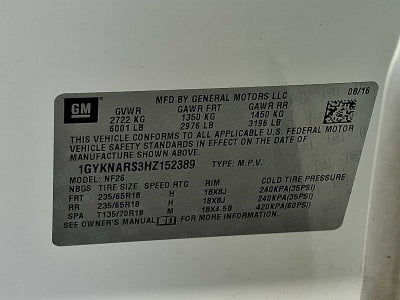 GM
MFD BY GENERAL MOTORS LLC 08/16
GVWR GAWR FRT GAWR RR
2722 KG 1350 KG 1450 KG
6001 LB 2976 LB 3196 LB
THIS VEHICLE CONFORMS TO ALL APPLICABLE U.S. FEDERAL MOTOR
VEHICLE SAFETY STANDARDS IN EFFECT ON THE DATE OF
MANUFACTURE SHOWN ABOVE.
1GYKNARS3HZ152389 TYPE: M.P.V.
MODEL: NF26
NBGS TIRE SIZE SPEED RTG RIM COLD TIRE PRESSURE
FRT 235/65R18 H 18X8J 240KPA(35PSI)
RR 235/65R18 H 18X8J 240KPA(35PSI)
SPA T135/70R18 M 18X4.5B 420KPA(60PSI)
SEE OWNER'S MANUAL FOR MORE INFORMATION.